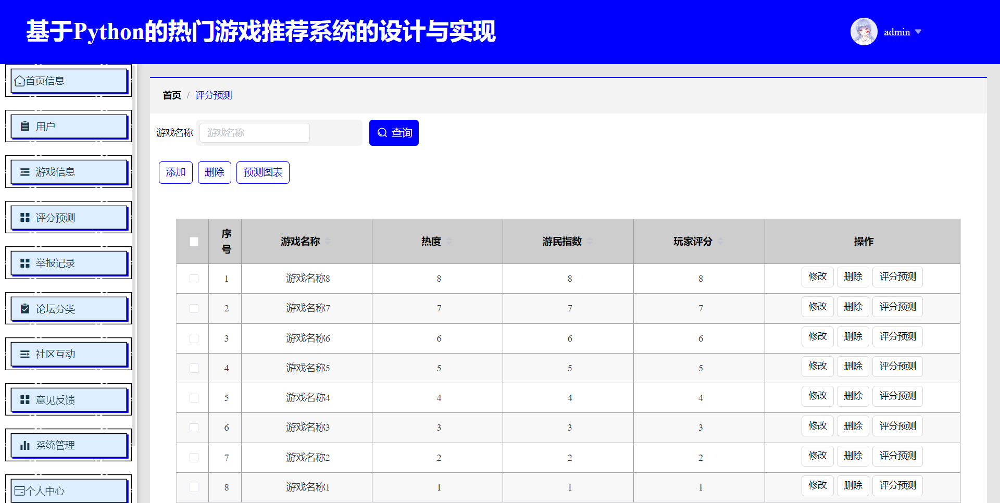 基于Python的热门游戏推荐系统的设计与实现
admin
首页信息
用户
游戏信息
评分预测
举报记录
论坛分类
社区互动
意见反馈
系统管理
个人中心
首页 / 评分预测
游戏名称 游戏名称 查询
添加 删除 预测图表
序号 游戏名称 热度 游民指数 玩家评分 操作
1 游戏名称8 8 8 8 修改 删除 评分预测
2 游戏名称7 7 7 7 修改 删除 评分预测
3 游戏名称6 6 6 6 修改 删除 评分预测
4 游戏名称5 5 5 5 修改 删除 评分预测
5 游戏名称4 4 4 4 修改 删除 评分预测
6 游戏名称3 3 3 3 修改 删除 评分预测
7 游戏名称2 2 2 2 修改 删除 评分预测
8 游戏名称1 1 1 1 修改 删除 评分预测